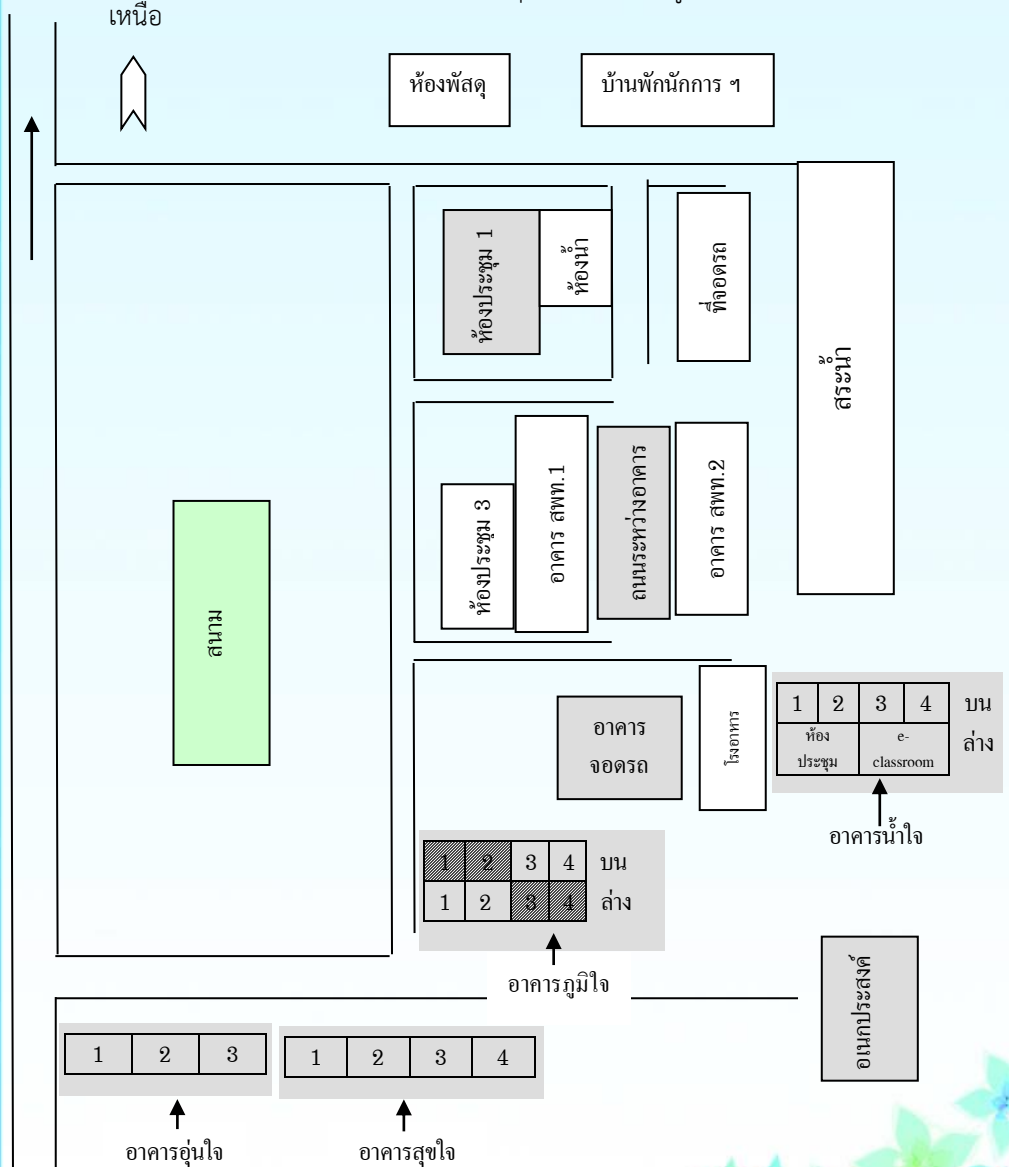 เหนือ
ห้องพัสดุ
บ้านพักนักการ ฯ
ห้องประชุม 1
ห้องน้ำ
ที่จอดรถ
สระน้ำ
ห้องประชุม 3
อาคาร สพท.1
ถนนระหว่างอาคาร
อาคาร สพท.2
สนาม
อาคาร
จอดรถ
โรงอาหาร
1 2 3 4 บน
ห้อง
ประชุม
e-
classroom
ล่าง
อาคารน้ำใจ
1 2 3 4 บน
1 2 3 4 ล่าง
อาคารภูมิใจ
อเนกประสงค์
1 2 3
1 2 3 4
อาคารอุ่นใจ
อาคารสุขใจ